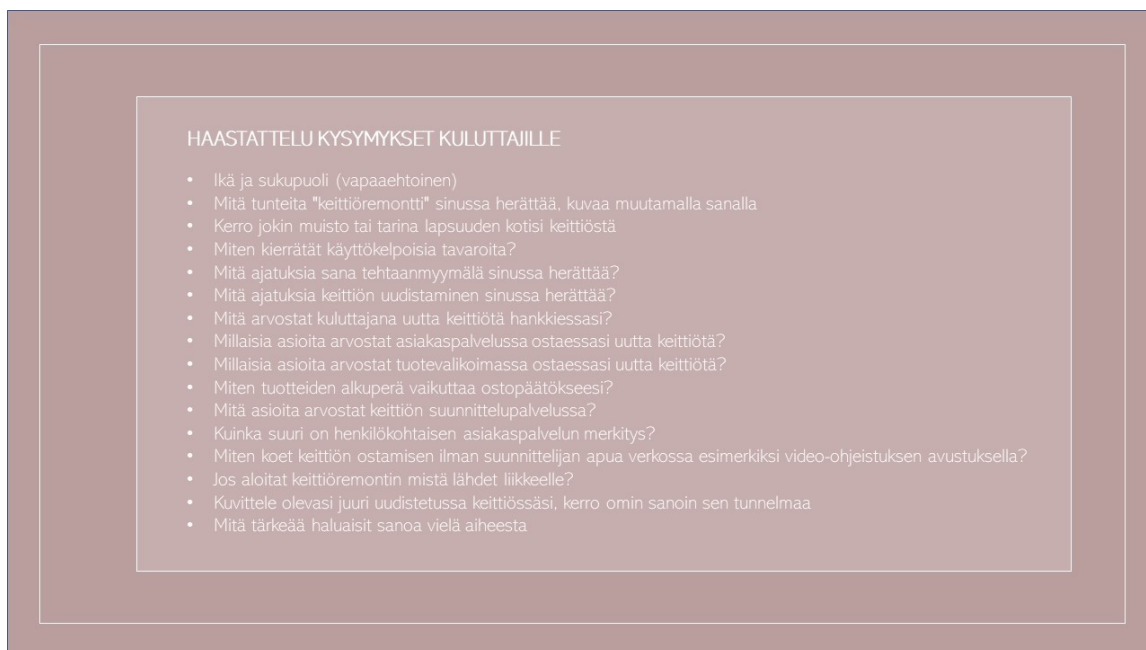 HAASTATTELU KYSYMYKSET KULUTTAJILLE
• Ikä ja sukupuoli (vapaaehtoinen)
• Mitä tunteita "keittiöremontti" sinussa herättää, kuvaa muutamalla sanalla
• Kerro jokin muisto tai tarina lapsuuden kotisi keittiöstä
• Miten kierrätät käyttökelpoisia tavaroita?
• Mitä ajatuksia sana tehtaanmyymälä sinussa herättää?
• Mitä ajatuksia keittiön uudistaminen sinussa herättää?
• Mitä arvostat kuluttajana uutta keittiötä hankkiessasi?
• Millaisia asioita arvostat asiakaspalvelussa ostaessasi uutta keittiötä?
• Millaisia asioita arvostat tuotevalikoimassa ostaessasi uutta keittiötä?
• Miten tuotteiden alkuperä vaikuttaa ostopäätökseesi?
• Mitä asioita arvostat keittiön suunnittelupalvelussa?
• Kuinka suuri on henkilökohtaisen asiakaspalvelun merkitys?
• Miten koet keittiön ostamisen ilman suunnittelijan apua verkossa esimerkiksi video-ohjeistuksen avustuksella?
• Jos aloitat keittiöremontin mistä lähdet liikkeelle?
• Kuvittele olevasi juuri uudistetussa keittiössäsi, kerro omin sanoin sen tunnelmaa
• Mitä tärkeää haluaisit sanoa vielä aiheesta